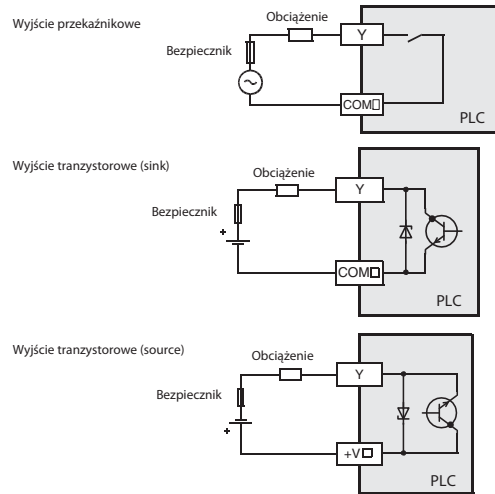 Wyjście przekaźnikowe
Obciążenie
Bezpiecznik
Y
COM□
PLC
Wyjście tranzystorowe (sink)
Obciążenie
Bezpiecznik
Y
+
COM□
PLC
Wyjście tranzystorowe (source)
Obciążenie
Bezpiecznik
Y
+
+V□
PLC